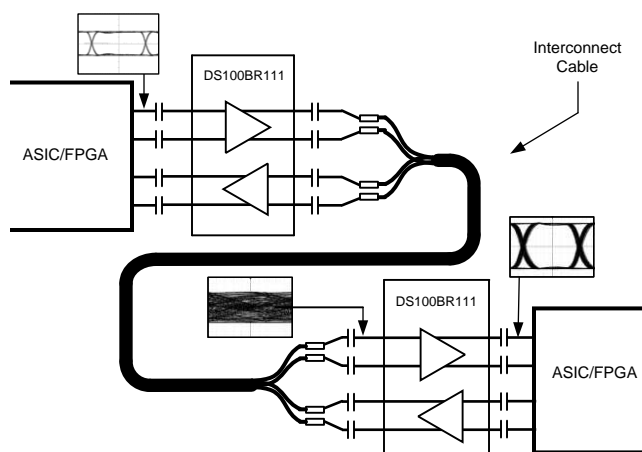 DS100BR111
Interconnect
Cable
ASIC/FPGA
DS100BR111
ASIC/FPGA